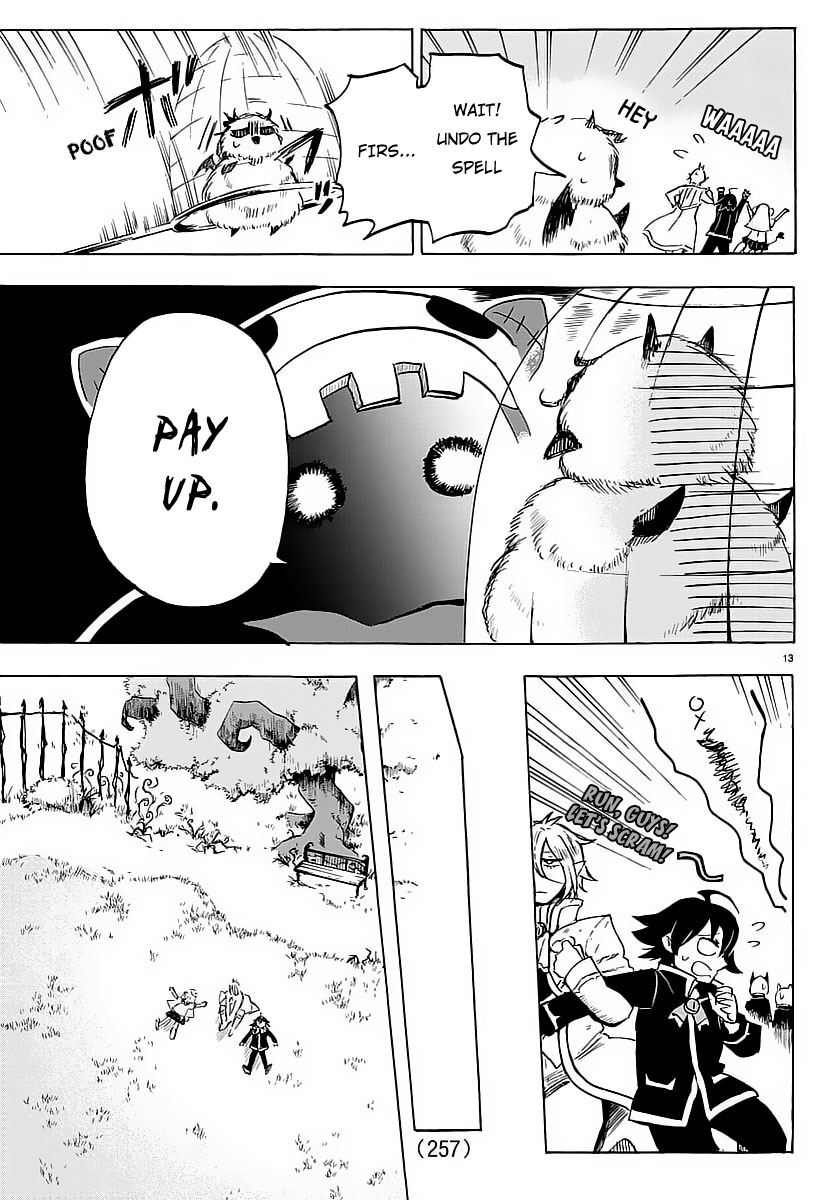 WAAAAA
HEY
WAIT!
UNDO THE
SPELL
FIRS...
POOF
PAY
UP.
13
RUN, GUYS!
LET'S SCRAM!
(257)